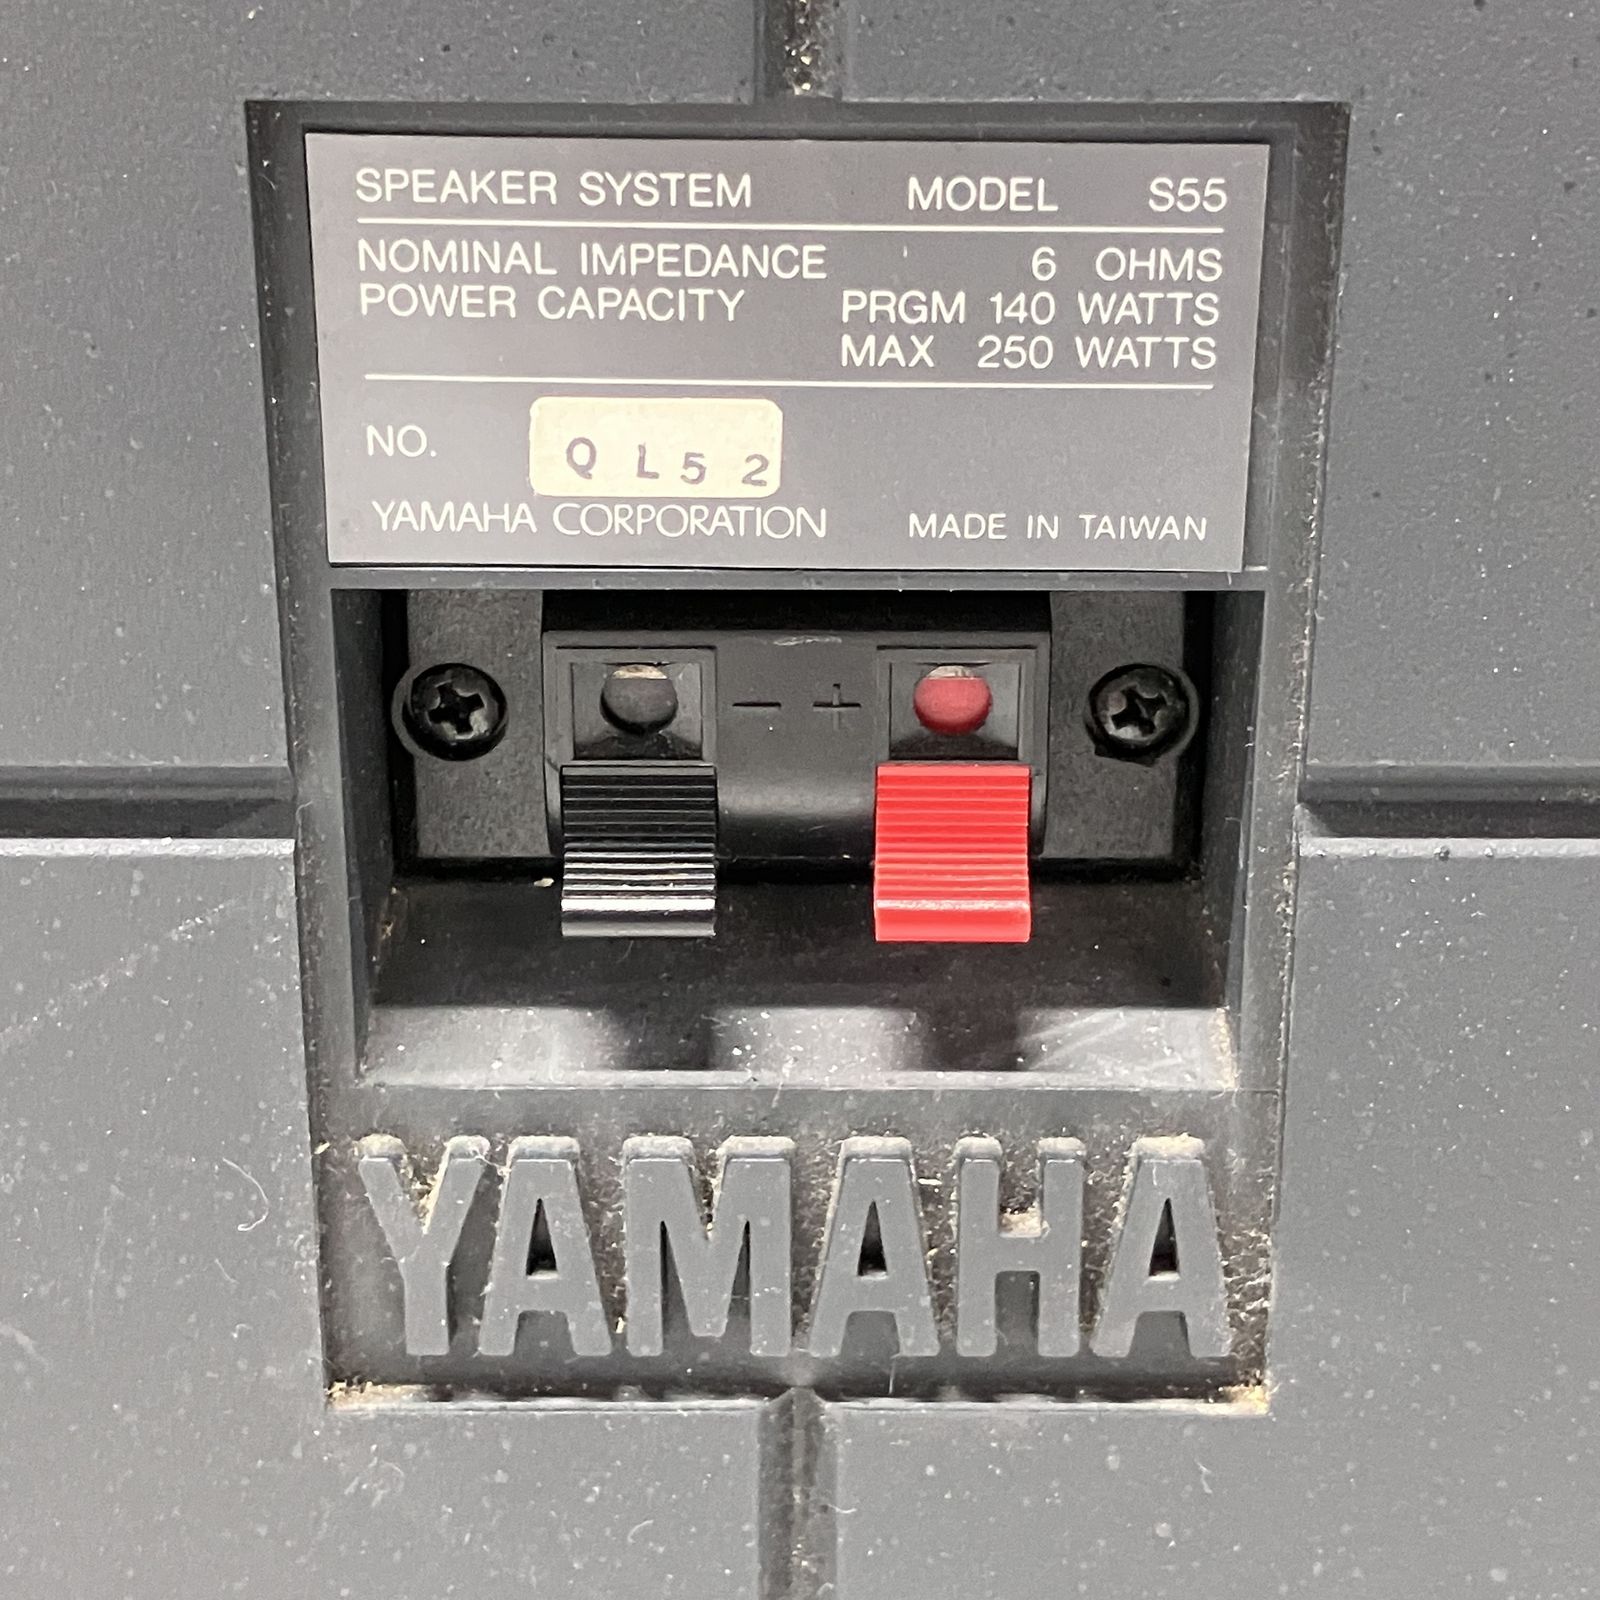 SPEAKER SYSTEM MODEL S55
NOMINAL IMPEDANCE 6 OHMS
POWER CAPACITY PRGM 140 WATTS
MAX 250 WATTS
NO. QL52
YAMAHA CORPORATION MADE IN TAIWAN
− +
YAMAHA